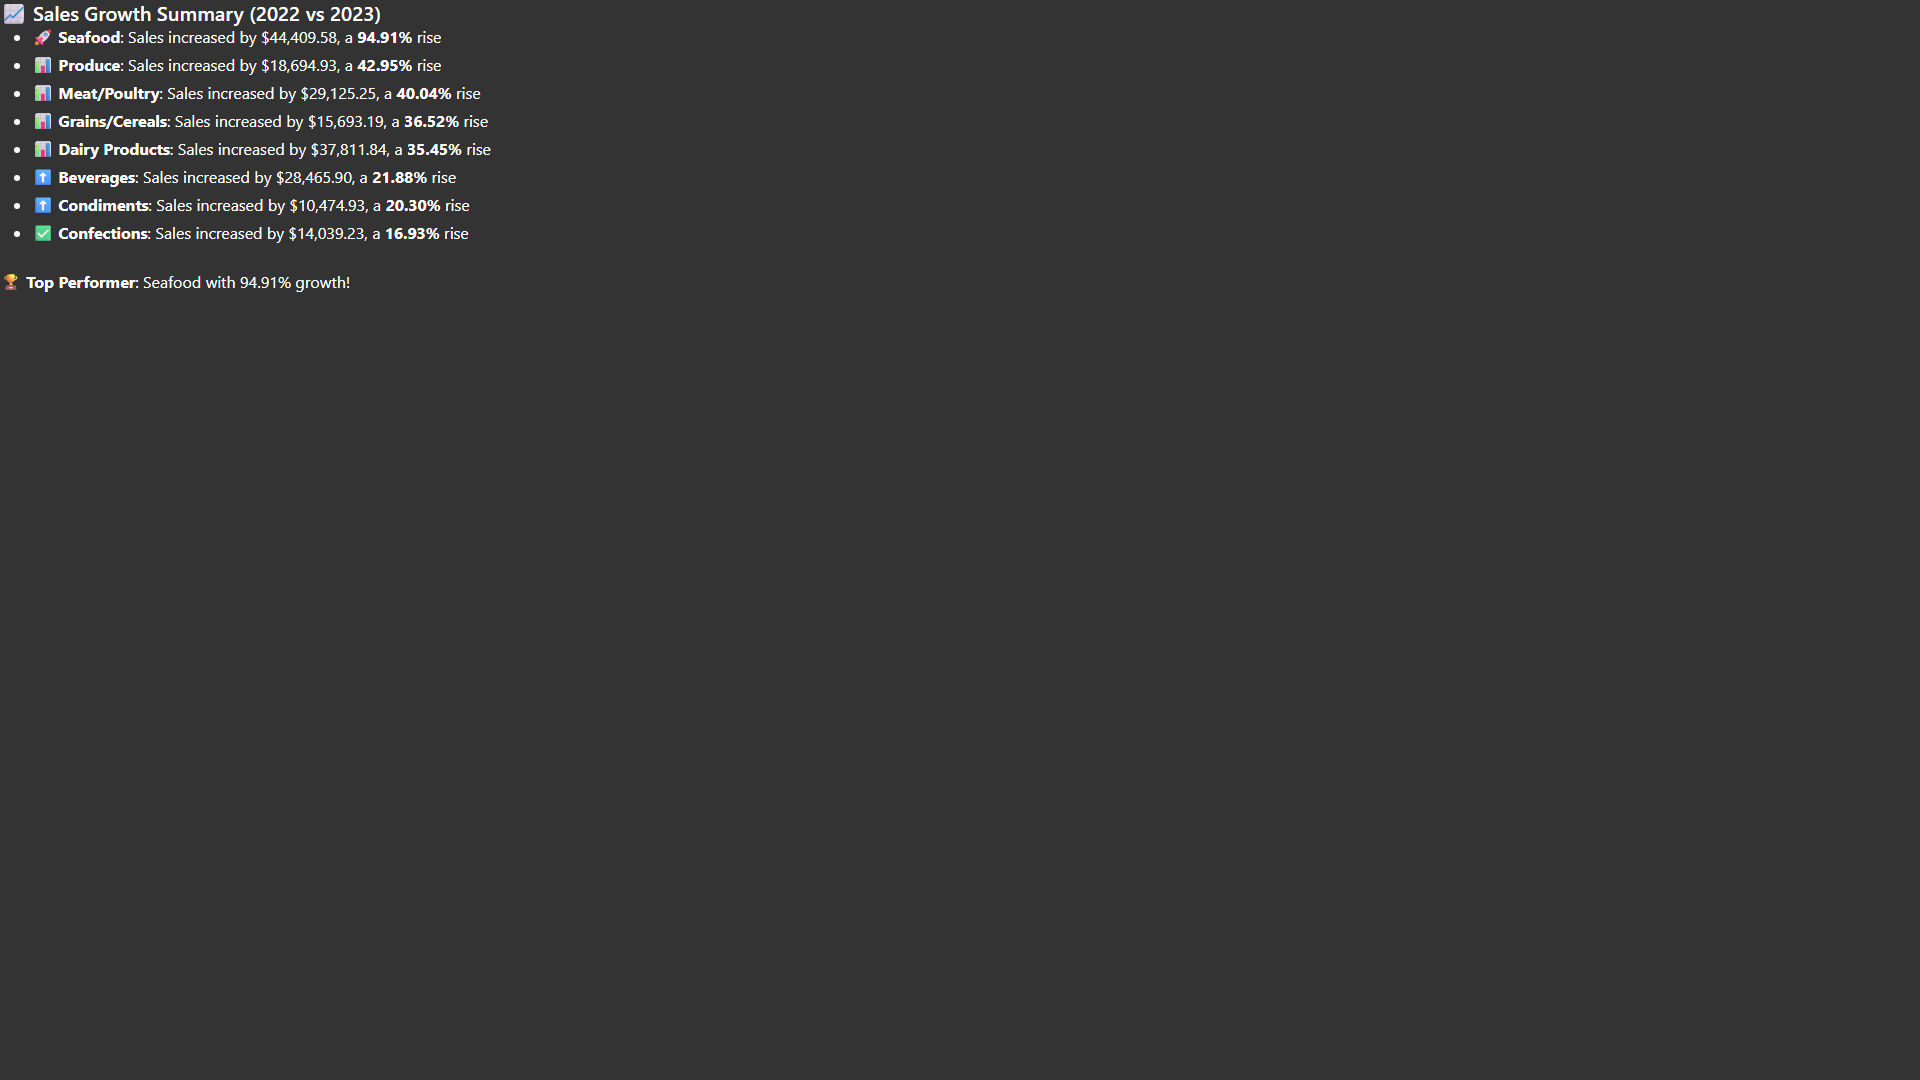 📈 Sales Growth Summary (2022 vs 2023)
• 🚀 Seafood: Sales increased by $44,409.58, a 94.91% rise
• 📊 Produce: Sales increased by $18,694.93, a 42.95% rise
• 📊 Meat/Poultry: Sales increased by $29,125.25, a 40.04% rise
• 📊 Grains/Cereals: Sales increased by $15,693.19, a 36.52% rise
• 📊 Dairy Products: Sales increased by $37,811.84, a 35.45% rise
• ⬆️ Beverages: Sales increased by $28,465.90, a 21.88% rise
• ⬆️ Condiments: Sales increased by $10,474.93, a 20.30% rise
• ✅ Confections: Sales increased by $14,039.23, a 16.93% rise
🏆 Top Performer: Seafood with 94.91% growth!